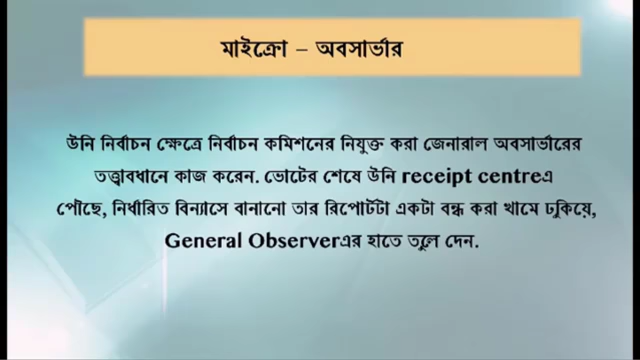 মাইক্রো – অবসার্ভার
উনি নির্বাচন ক্ষেত্রে নির্বাচন কমিশনের নিযুক্ত করা জেনারাল অবসার্ভারের
তত্ত্বাবধানে কাজ করেন. ভোটের শেষে উনি receipt centreএ
পৌছে, নির্ধারিত বিন্যাসে বানানো তার রিপোর্টটা একটা বন্ধ করা খামে ঢুকিয়ে,
General Observerএর হাতে তুলে দেন.